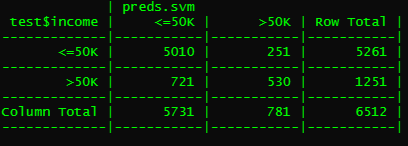 | preds.svm
test$income | <=50K | >50K | Row Total |
-------------|-----------|-----------|-----------|
<=50K | 5010 | 251 | 5261 |
-------------|-----------|-----------|-----------|
>50K | 721 | 530 | 1251 |
-------------|-----------|-----------|-----------|
Column Total | 5731 | 781 | 6512 |
-------------|-----------|-----------|-----------|